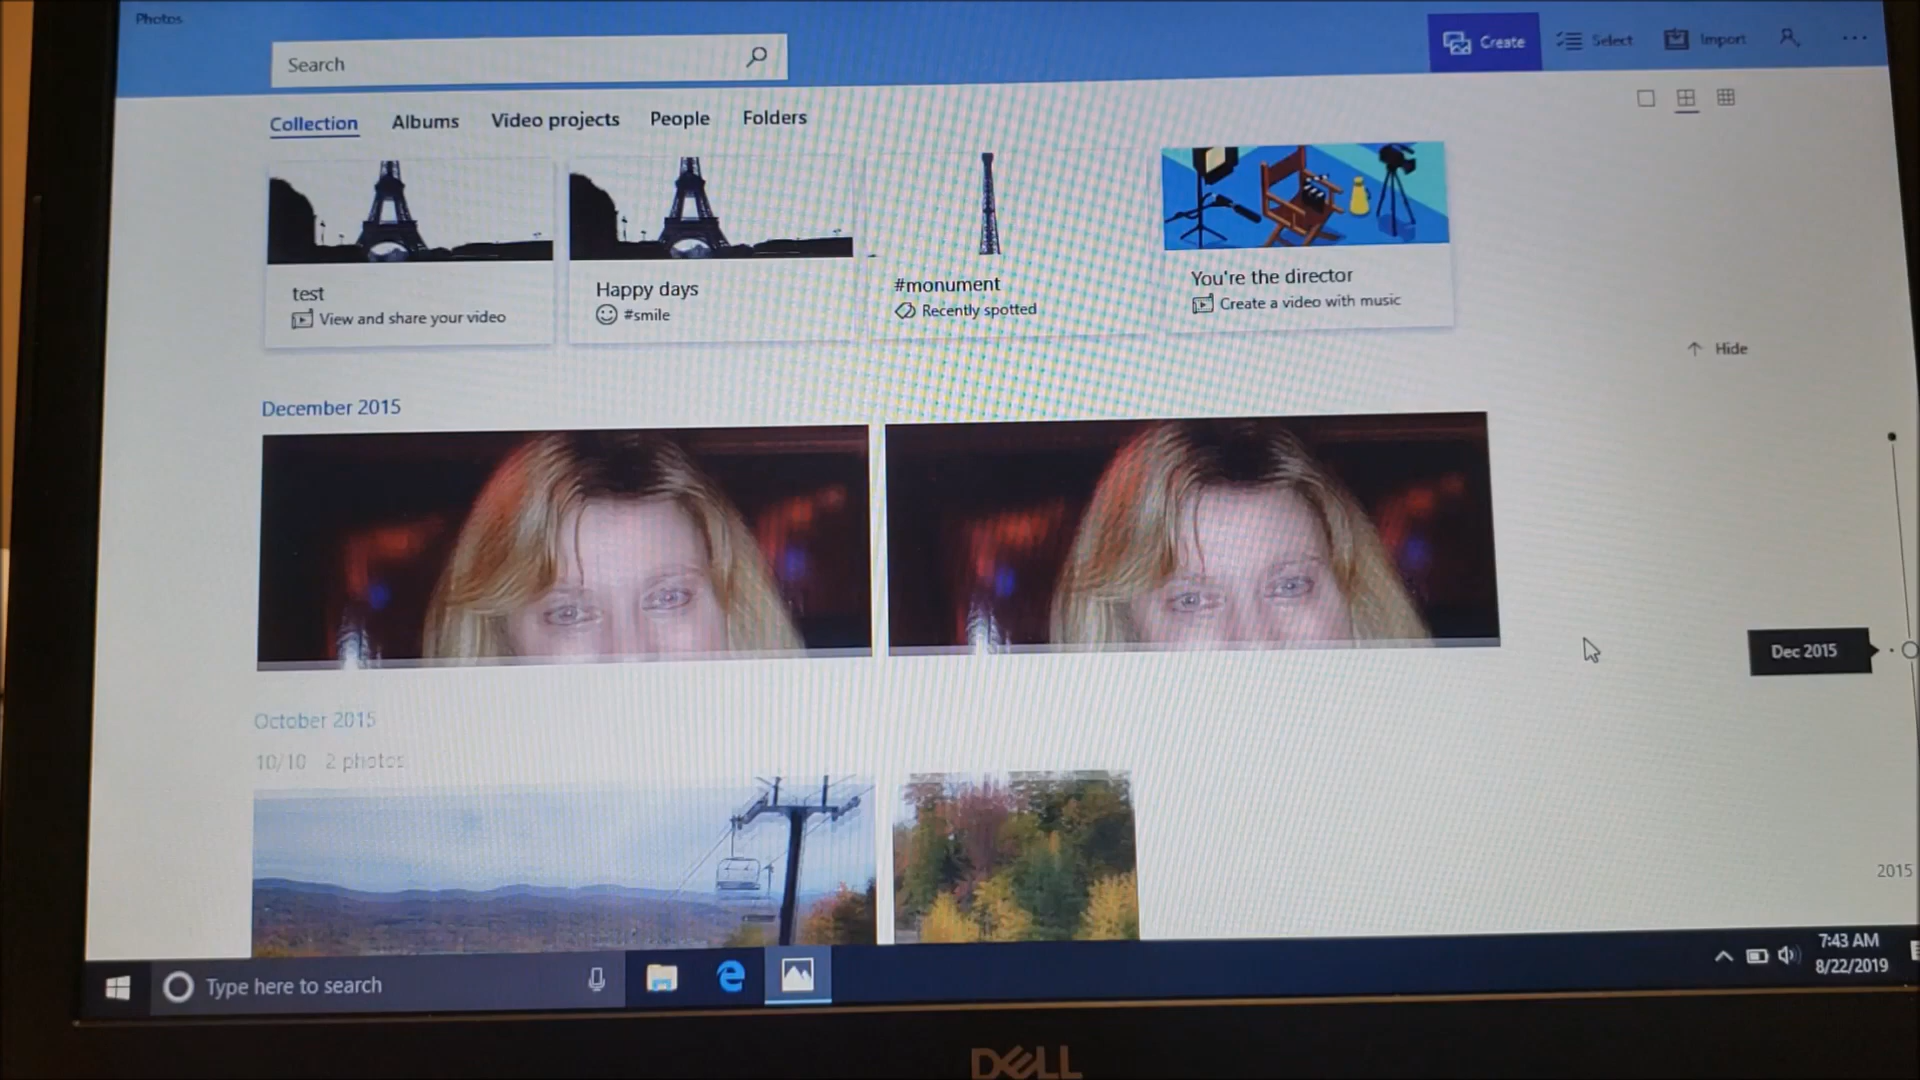 Photos
Search
Create
Select
Import
Collection
Albums
Video projects
People
Folders
test
View and share your video
Happy days
#smile
#monument
Recently spotted
You're the director
Create a video with music
Hide
December 2015
Dec 2015
October 2015
10/10 2 photos
2015
Type here to search
7:43 AM
8/22/2019
DELL